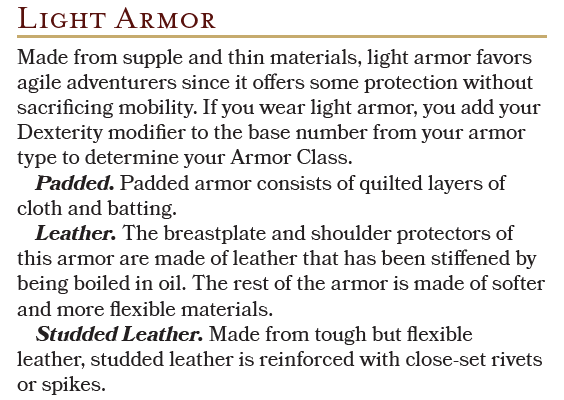 LIGHT ARMOR
Made from supple and thin materials, light armor favors
agile adventurers since it offers some protection without
sacrificing mobility. If you wear light armor, you add your
Dexterity modifier to the base number from your armor
type to determine your Armor Class.
Padded. Padded armor consists of quilted layers of
cloth and batting.
Leather. The breastplate and shoulder protectors of
this armor are made of leather that has been stiffened by
being boiled in oil. The rest of the armor is made of softer
and more flexible materials.
Studded Leather. Made from tough but flexible
leather, studded leather is reinforced with close-set rivets
or spikes.